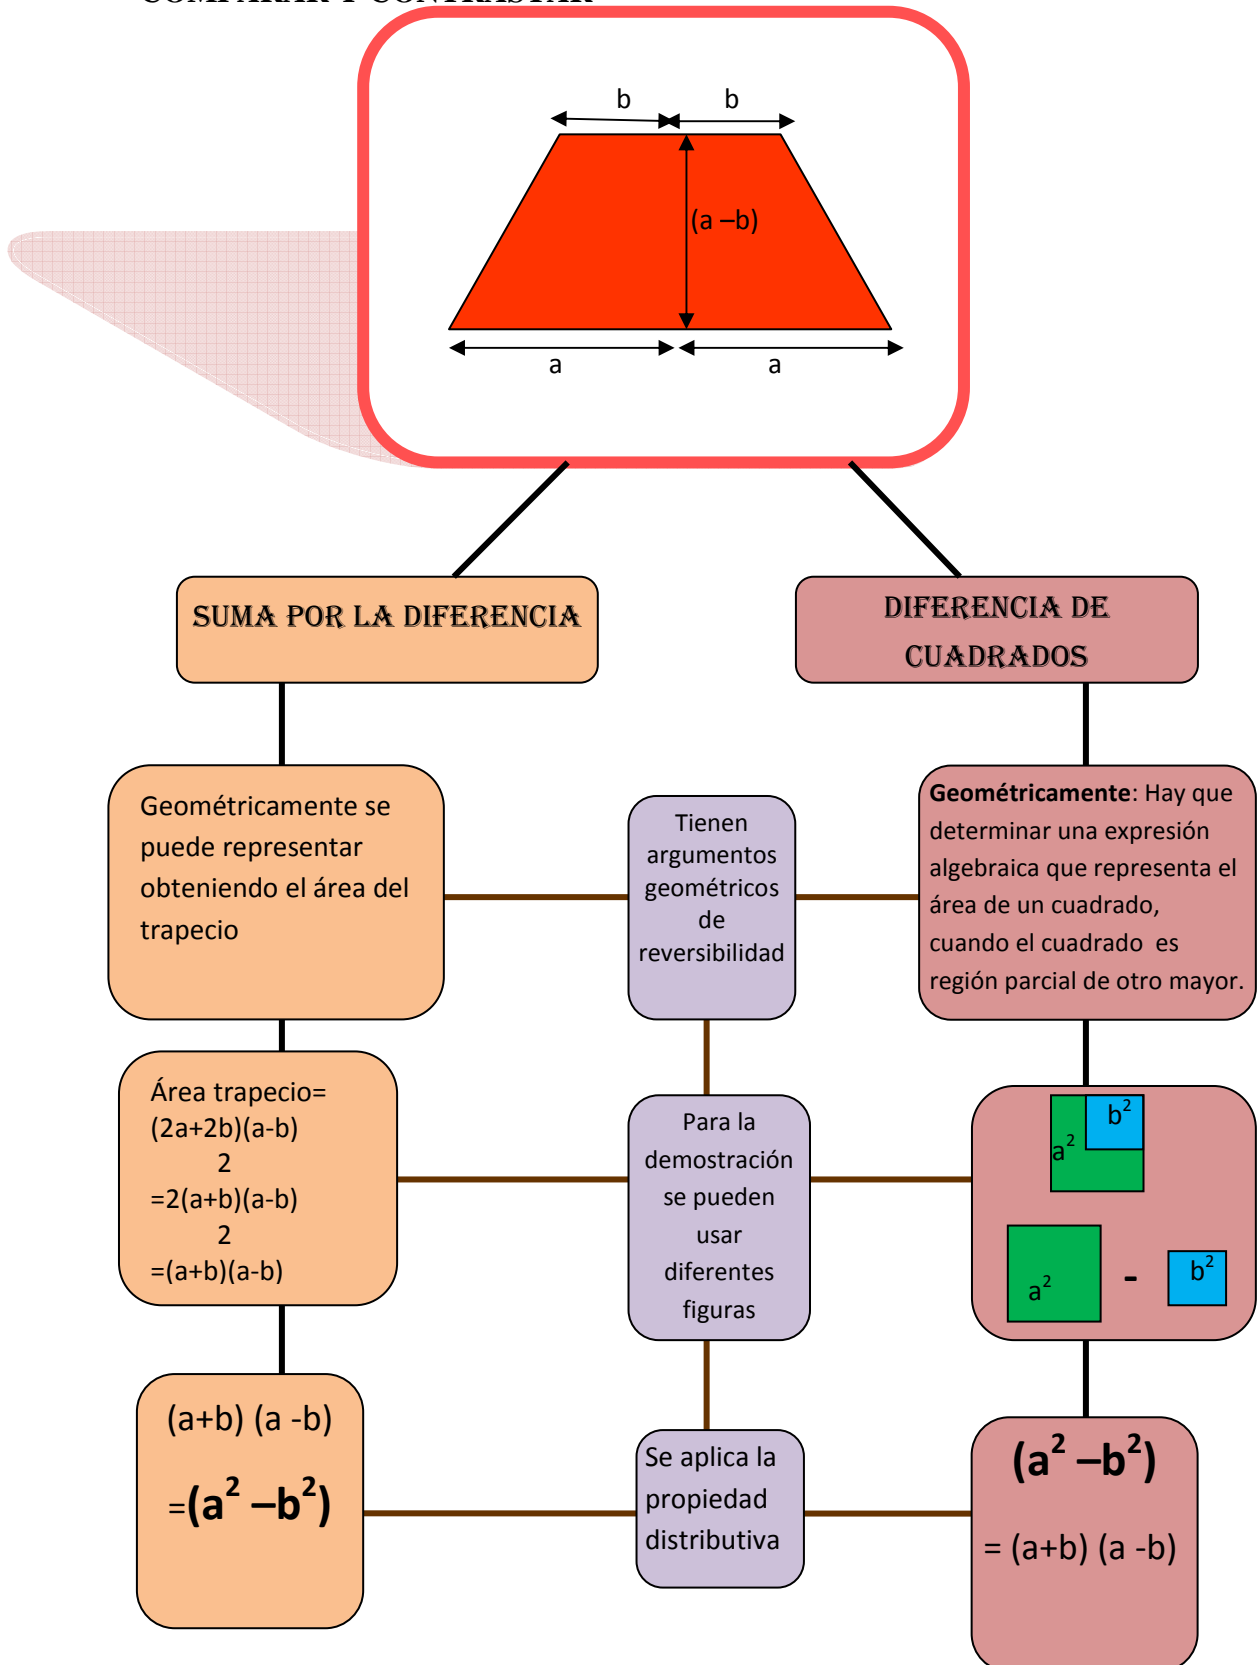 COMPARAR Y CONTRASTAR
b b
(a –b)
a a
SUMA POR LA DIFERENCIA
DIFERENCIA DE
CUADRADOS
Geométricamente se
puede representar
obteniendo el área del
trapecio
Tienen
argumentos
geométricos
de
reversibilidad
Geométricamente: Hay que
determinar una expresión
algebraica que representa el
área de un cuadrado,
cuando el cuadrado es
región parcial de otro mayor.
Área trapecio=
(2a+2b)(a-b)
2
=2(a+b)(a-b)
2
=(a+b)(a-b)
Para la
demostración
se pueden
usar
diferentes
figuras
b²
a²
a² - b²
(a+b) (a -b)
=(a² –b²)
Se aplica la
propiedad
distributiva
(a² –b²)
= (a+b) (a -b)